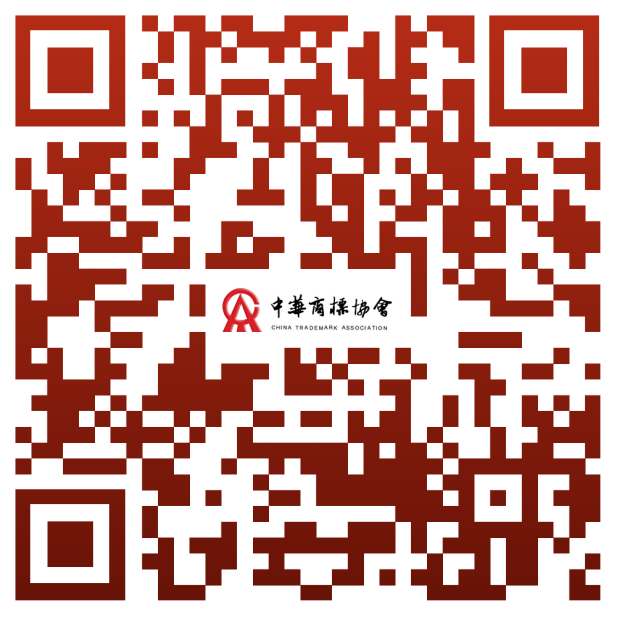 中華商標協會
CHINA TRADEMARK ASSOCIATION